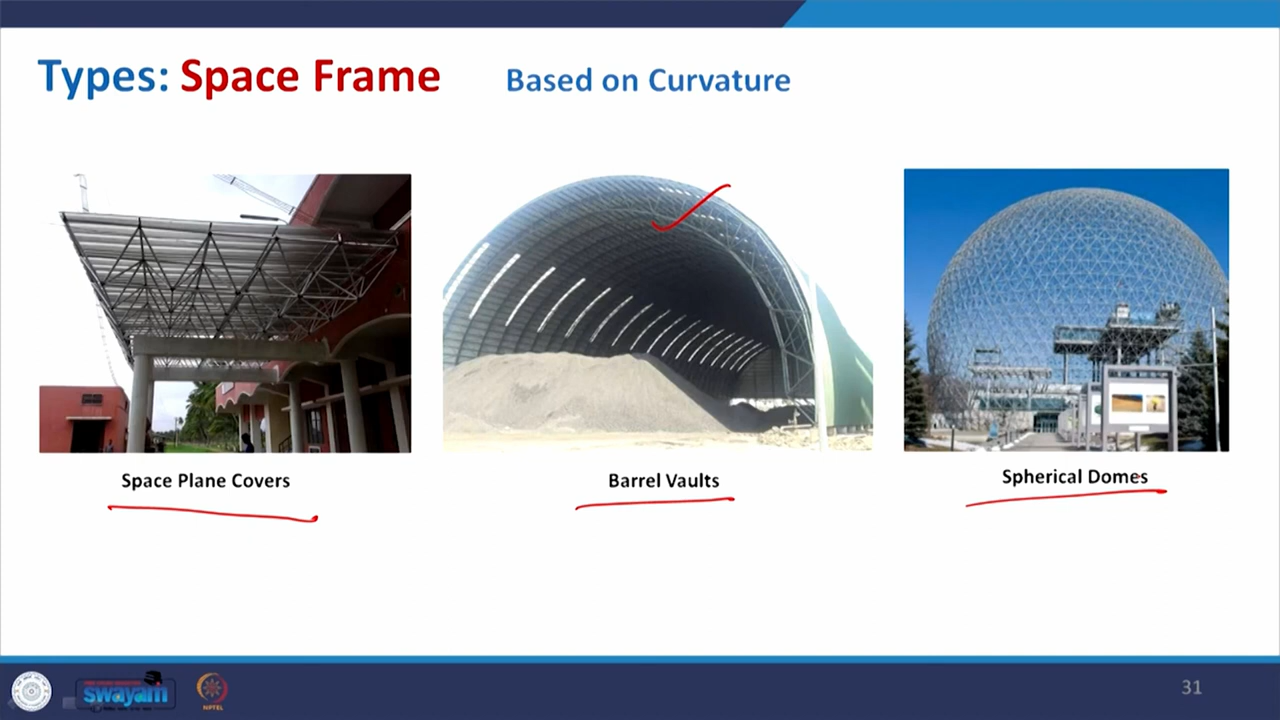 Types: Space Frame
Based on Curvature
Space Plane Covers
Barrel Vaults
Spherical Domes
swayam
NPTEL
31